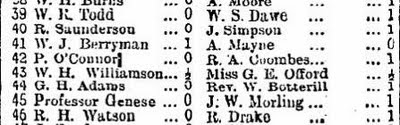 39 W. R. Todd ... 0 W. S. Dawe ... 1
40 R. Saunderson ... 0 J. Simpson ... 1
41 W. J. Berryman ... 1 A. Mayne ... 0
42 P. O'Connor ... 0 R. A. Coombes... 1
43 W. H. Williamson... ½ Miss G. E. Offord ... ½
44 G. H. Adams ... 0 Rev. W. Botterill ... 1
45 Professor Genese ... 0 J. W. Morling ... 1
46 R. H. Watson ... 0 R. Drake ... 1